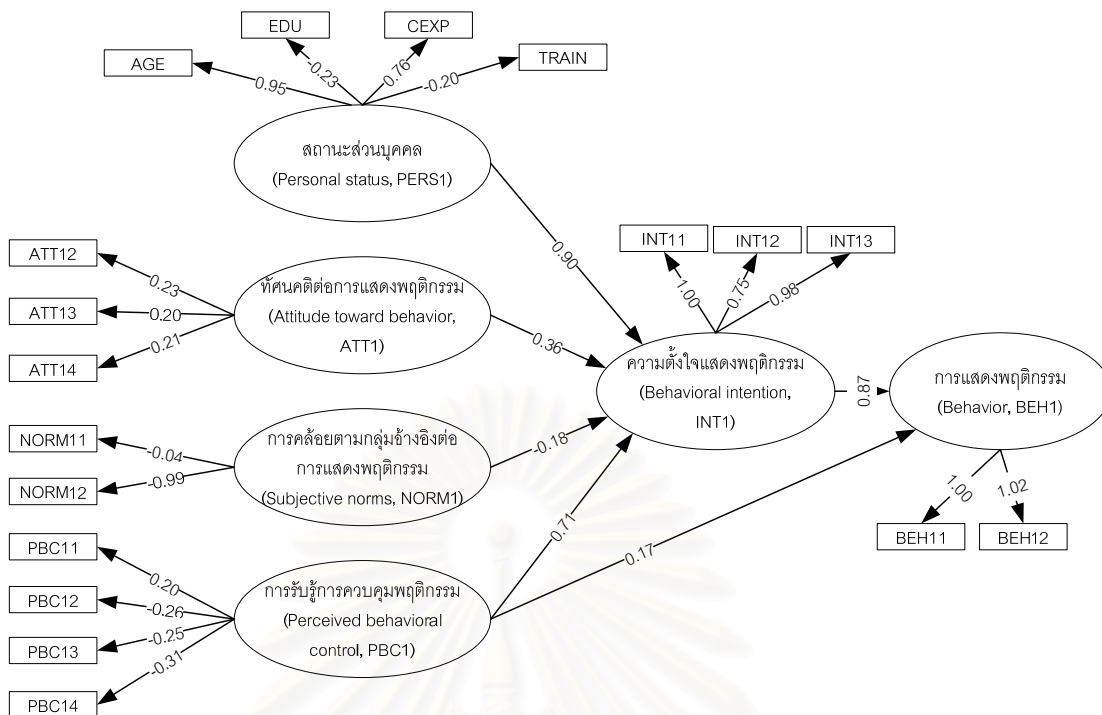 EDU
CEXP
AGE
TRAIN
0.95
-0.23
0.76
-0.20
สถานะส่วนบุคคล
(Personal status, PERS1)
0.90
ATT12
ATT13
ATT14
0.23
0.20
0.21
ทัศนคติต่อการแสดงพฤติกรรม
(Attitude toward behavior,
ATT1)
0.36
INT11
INT12
INT13
1.00
0.75
0.98
ความตั้งใจแสดงพฤติกรรม
(Behavioral intention,
INT1)
0.87
การแสดงพฤติกรรม
(Behavior, BEH1)
1.00
1.02
BEH11
BEH12
NORM11
NORM12
-0.04
-0.99
การคล้อยตามกลุ่มอ้างอิงต่อ
การแสดงพฤติกรรม
(Subjective norms, NORM1)
-0.18
PBC11
PBC12
PBC13
PBC14
0.20
-0.26
-0.25
-0.31
การรับรู้การควบคุมพฤติกรรม
(Perceived behavioral
control, PBC1)
0.71
0.17